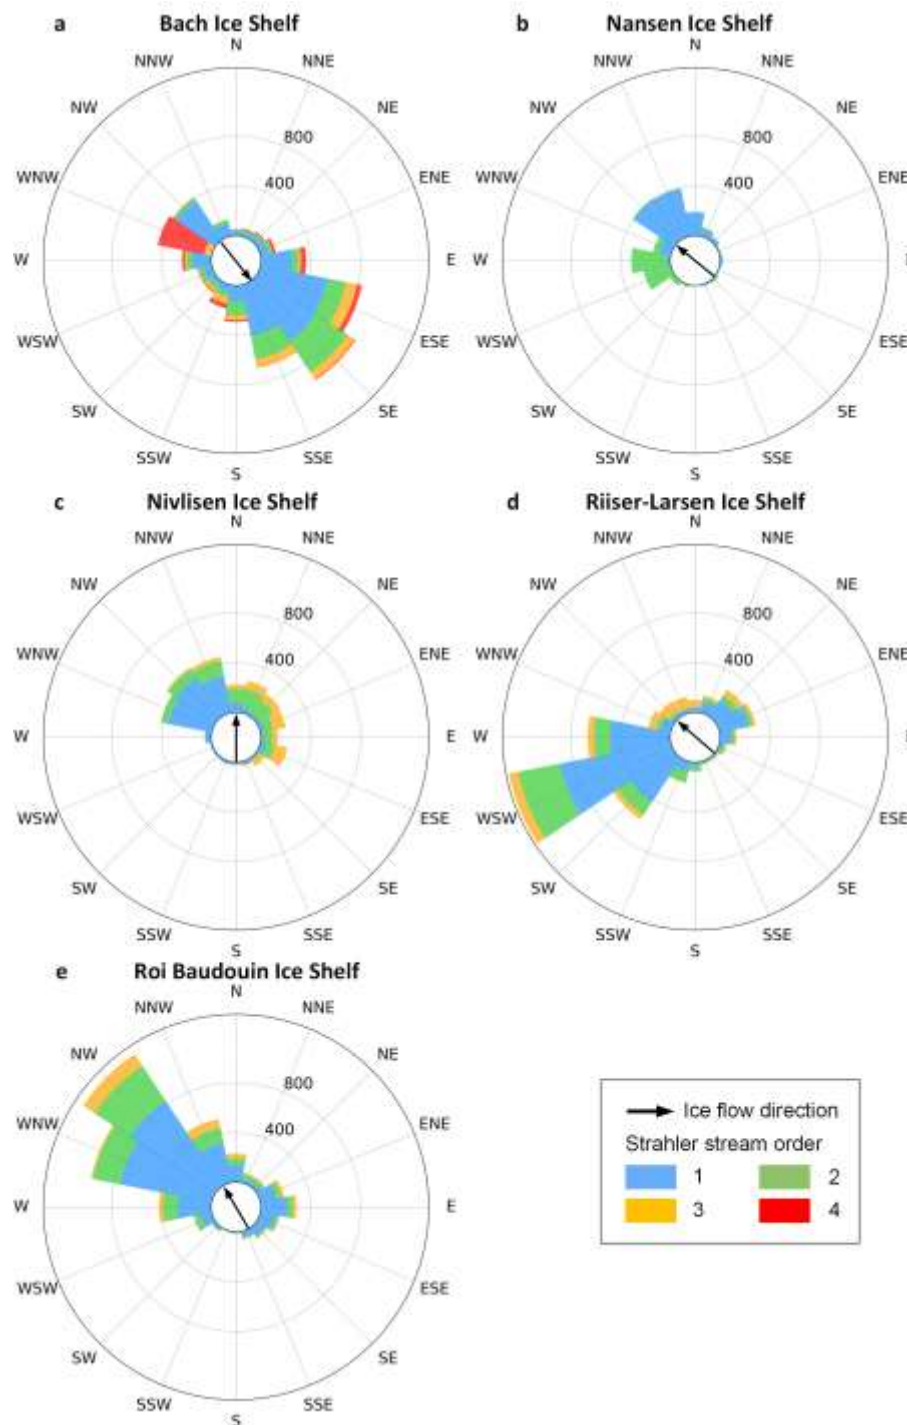 a Bach Ice Shelf
N
NNW NNE
NW NE
800
WNW 400 ENE
W E
WSW ESE
SW SE
SSW SSE
S
b Nansen Ice Shelf
N
NNW NNE
NW NE
800
WNW 400 ENE
W
WSW ESE
SW SE
SSW SSE
S
c Nivlisen Ice Shelf
N
NNW NNE
NW NE
800
WNW 400 ENE
W E
WSW ESE
SW SE
SSW SSE
S
d Riiser-Larsen Ice Shelf
N
NNW NNE
NW NE
800
WNW 400 ENE
W
WSW ESE
SW SE
SSW SSE
S
e Roi Baudouin Ice Shelf
N
NNW NNE
NW NE
800
WNW 400 ENE
W E
WSW ESE
SW SE
SSW SSE
S
Ice flow direction
Strahler stream order
1 2
3 4